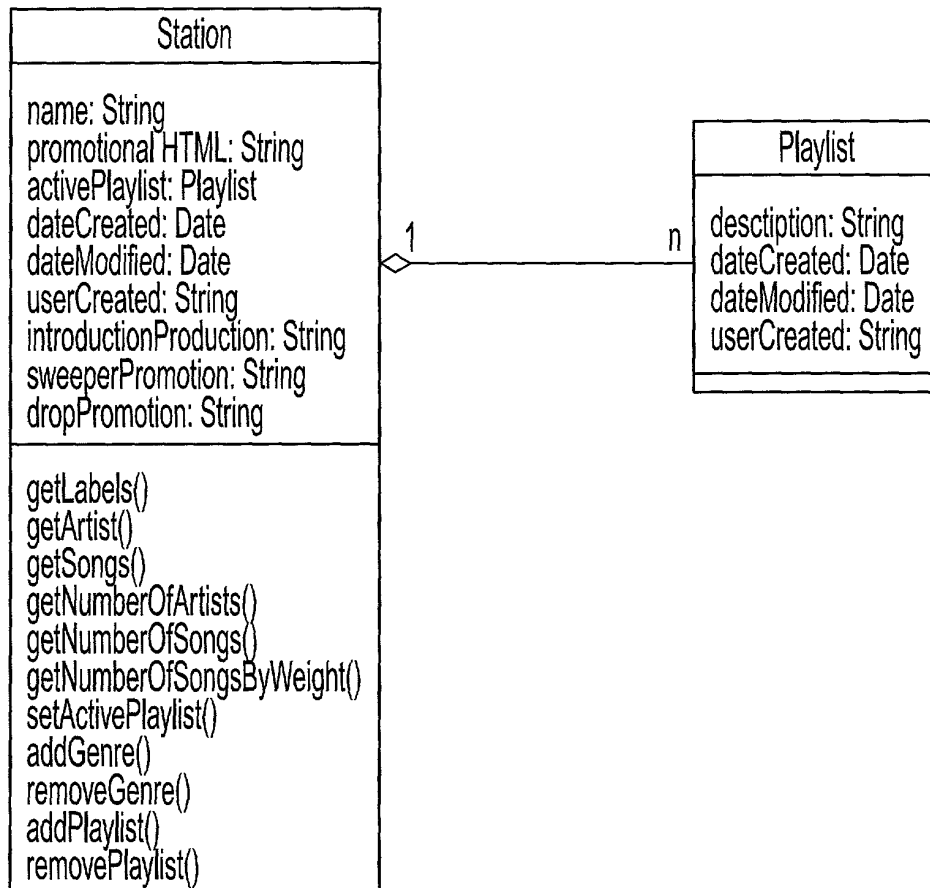 Station
name: String
promotional HTML: String
activePlaylist: Playlist
dateCreated: Date
dateModified: Date
userCreated: String
introductionProduction: String
sweeperPromotion: String
dropPromotion: String
getLabels()
getArtist()
getSongs()
getNumberOfArtists()
getNumberOfSongs()
getNumberOfSongsByWeight()
setActivePlaylist()
addGenre()
removeGenre()
addPlaylist()
removePlaylist()
1
n
Playlist
desctiption: String
dateCreated: Date
dateModified: Date
userCreated: String